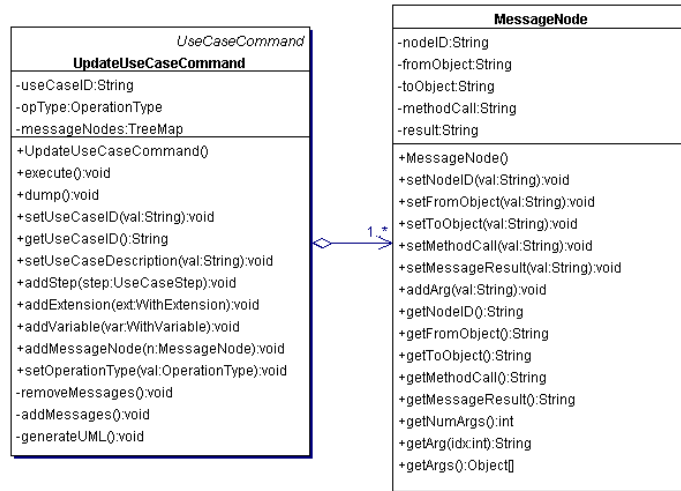 UseCaseCommand
UpdateUseCaseCommand
-useCaseID:String
-opType:OperationType
-messageNodes:TreeMap
+UpdateUseCaseCommand()
+execute():void
+dump():void
+setUseCaseID(val:String):void
+getUseCaseID():String
+setUseCaseDescription(val:String):void
+addStep(step:UseCaseStep):void
+addExtension(ext:WithExtension):void
+addVariable(var:WithVariable):void
+addMessageNode(n:MessageNode):void
+setOperationType(val:OperationType):void
-removeMessages():void
-addMessages():void
-generateUML():void
1..*
MessageNode
-nodeID:String
-fromObject:String
-toObject:String
-methodCall:String
-result:String
+MessageNode()
+setNodeID(val:String):void
+setFromObject(val:String):void
+setToObject(val:String):void
+setMethodCall(val:String):void
+setMessageResult(val:String):void
+addArg(val:String):void
+getNodeID():String
+getFromObject():String
+getToObject():String
+getMethodCall():String
+getMessageResult():String
+getNumArgs():int
+getArg(idx:int):String
+getArgs():Object[]